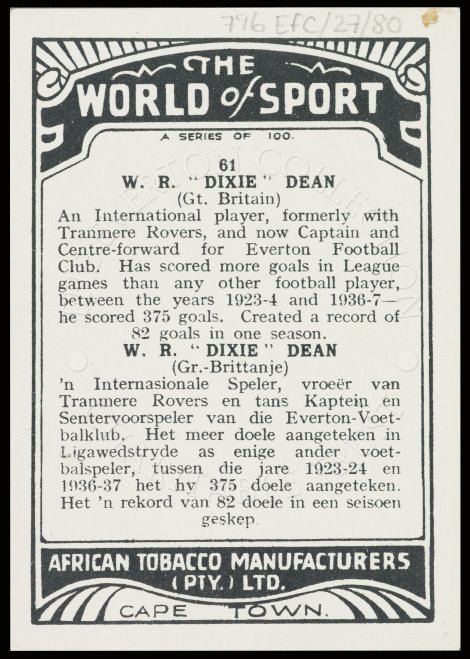 796 EFC/27/80
THE
WORLD of SPORT
A SERIES OF 100.
61
W. R. "DIXIE" DEAN
(Gt. Britain)
An International player, formerly with
Tranmere Rovers, and now Captain and
Centre-forward for Everton Football
Club. Has scored more goals in League
games than any other football player,
between the years 1923-4 and 1936-7—
he scored 375 goals. Created a record of
82 goals in one season.
W. R. "DIXIE" DEAN
(Gr.-Brittanje)
'n Internasionale Speler, vroeër van
Tranmere Rovers en tans Kaptein en
Sentervoorspeler van die Everton-Voet-
balklub. Het meer doele aangeteken in
Ligawedstryde as enige ander voet-
balspeler, tussen die jare 1923-24 en
1936-37 het hy 375 doele aangeteken.
Het 'n rekord van 82 doele in een seisoen
geskep.
AFRICAN TOBACCO MANUFACTURERS
(PTY.) LTD.
CAPE TOWN.
EVERTON COLLECTION